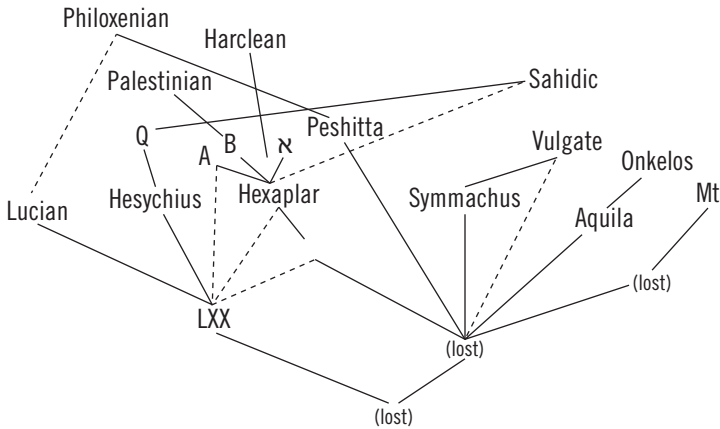 Philoxenian
Harclean
Palestinian
Sahidic
Q
B
Peshitta
א
A
Vulgate
Onkelos
Lucian
Hesychius
Hexaplar
Symmachus
Aquila
Mt
(lost)
LXX
(lost)
(lost)